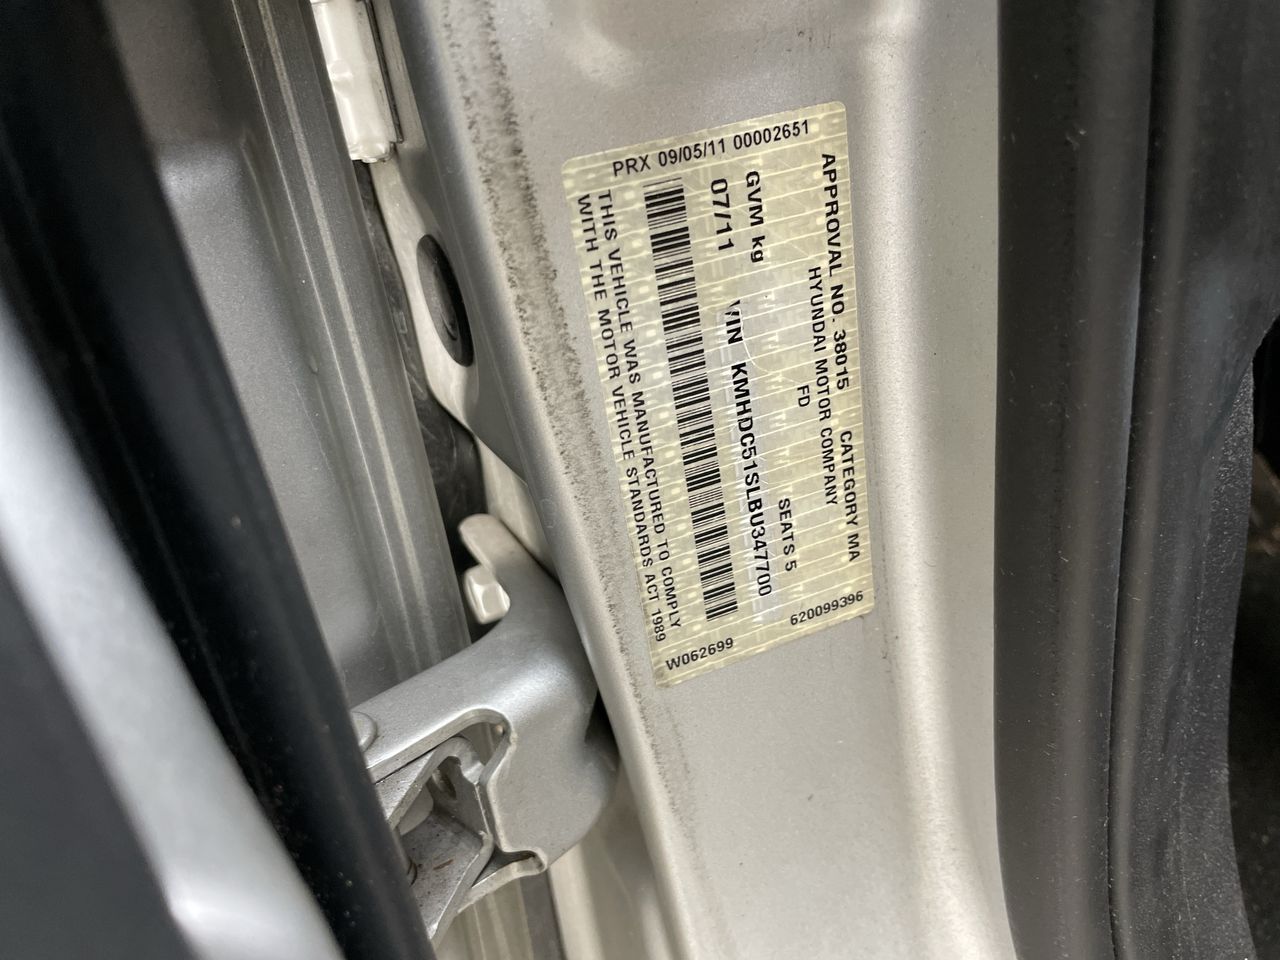 PRX 09/05/11 00002651
APPROVAL NO. 38015 CATEGORY MA
HYUNDAI MOTOR COMPANY
FD
GVM kg SEATS 5
07/11 VIN KMHDC51SLBU347700
THIS VEHICLE WAS MANUFACTURED TO COMPLY
WITH THE MOTOR VEHICLE STANDARDS ACT 1989
W062699 620099396